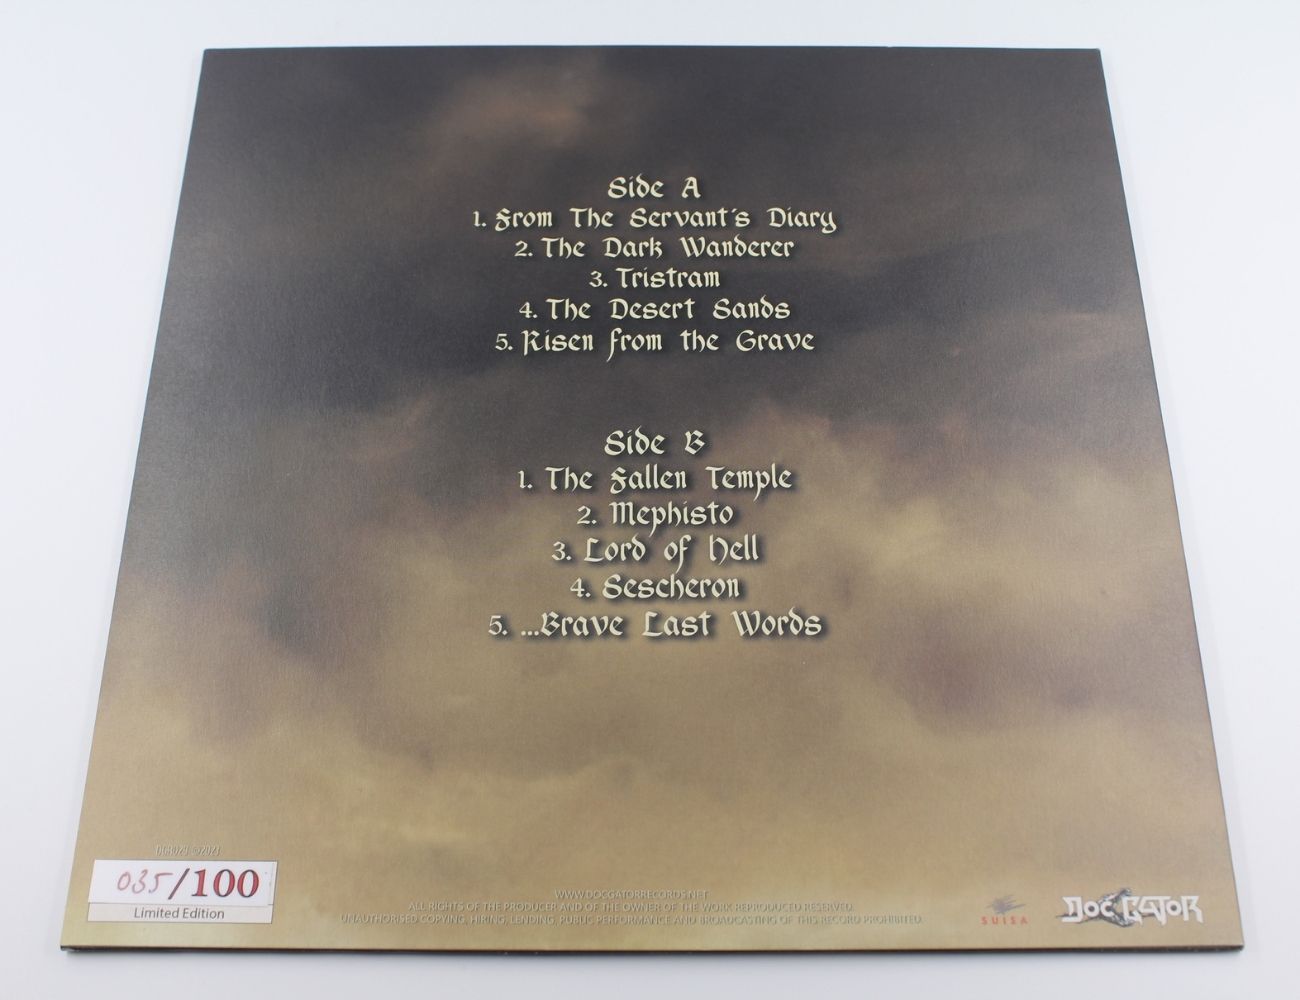 Side A
1. From The Servant´s Diary
2. The Dark Wanderer
3. Tristram
4. The Desert Sands
5. Risen from the Grave
Side B
1. The Fallen Temple
2. Mephisto
3. Lord of Hell
4. Sescheron
5. ...Brave Last Words
DGR029 ©2023
035/100
Limited Edition
WWW.DOCGATORRECORDS.NET
ALL RIGHTS OF THE PRODUCER AND OF THE OWNER OF THE WORK REPRODUCED RESERVED.
UNAUTHORISED COPYING, HIRING, LENDING, PUBLIC PERFORMANCE AND BROADCASTING OF THIS RECORD PROHIBITED.
SUISA
DOC GATOR